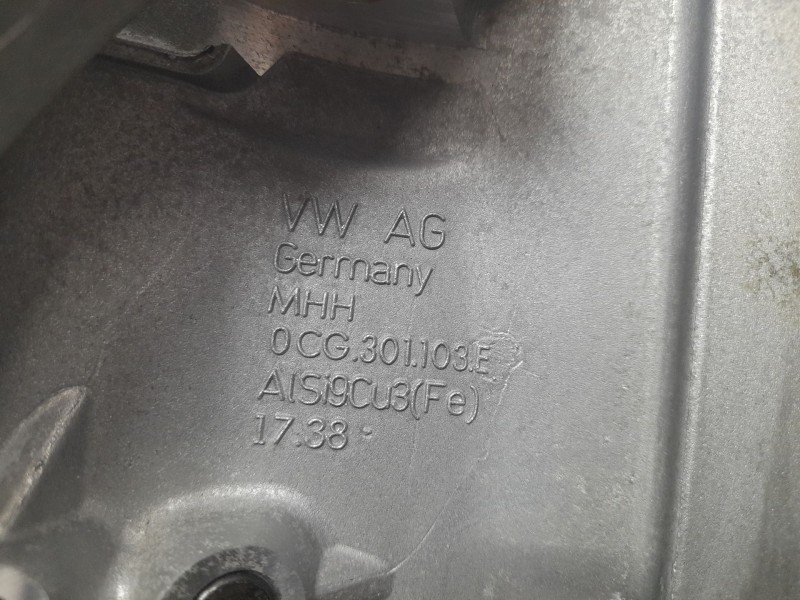 VW AG
Germany
MHH
0CG.301.103.E
AlSi9Cu3(Fe)
17.38